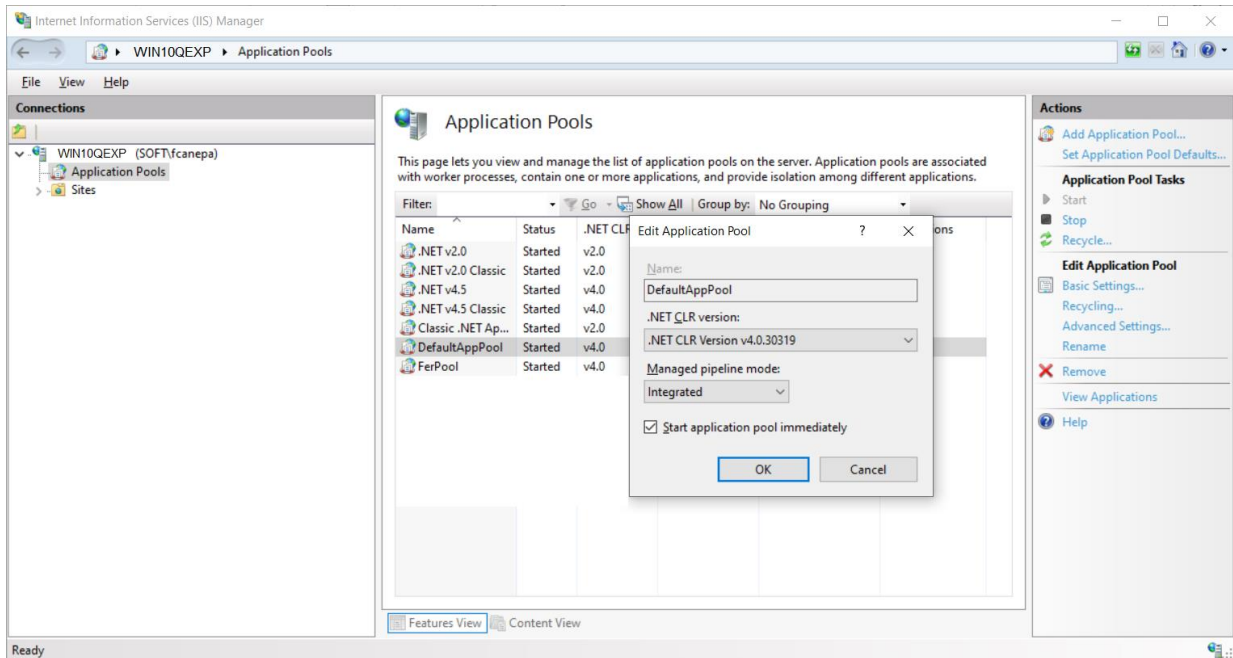 Internet Information Services (IIS) Manager
WIN10QEXP Application Pools
File View Help
Connections
WIN10QEXP (SOFT\fcanepa)
Application Pools
Sites
Application Pools
This page lets you view and manage the list of application pools on the server. Application pools are associated
with worker processes, contain one or more applications, and provide isolation among different applications.
Filter: Go Show All Group by: No Grouping
Name Status .NET CLR ons
.NET v2.0 Started v2.0
.NET v2.0 Classic Started v2.0
.NET v4.5 Started v4.0
.NET v4.5 Classic Started v4.0
Classic .NET Ap... Started v2.0
DefaultAppPool Started v4.0
FerPool Started v4.0
Edit Application Pool ?
Name:
DefaultAppPool
.NET CLR version:
.NET CLR Version v4.0.30319
Managed pipeline mode:
Integrated
Start application pool immediately
OK Cancel
Features View Content View
Actions
Add Application Pool...
Set Application Pool Defaults...
Application Pool Tasks
Start
Stop
Recycle...
Edit Application Pool
Basic Settings...
Recycling...
Advanced Settings...
Rename
Remove
View Applications
Help
Ready